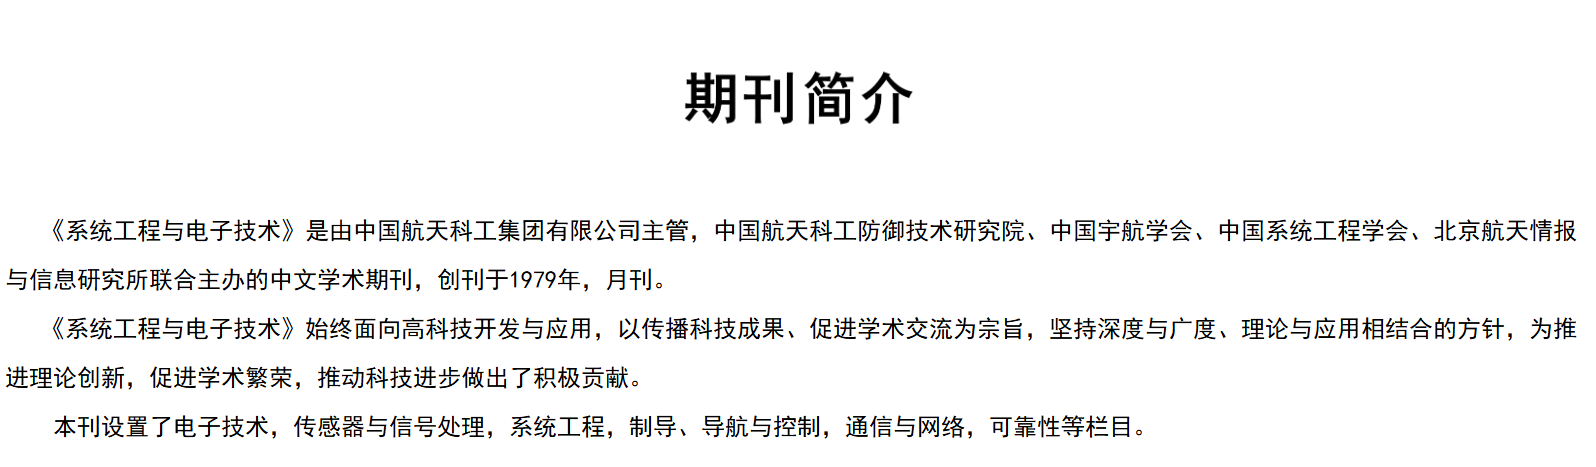 期刊简介
《系统工程与电子技术》是由中国航天科工集团有限公司主管，中国航天科工防御技术研究院、中国宇航学会、中国系统工程学会、北京航天情报
与信息研究所联合主办的中文学术期刊，创刊于1979年，月刊。
《系统工程与电子技术》始终面向高科技开发与应用，以传播科技成果、促进学术交流为宗旨，坚持深度与广度、理论与应用相结合的方针，为推
进理论创新，促进学术繁荣，推动科技进步做出了积极贡献。
本刊设置了电子技术，传感器与信号处理，系统工程，制导、导航与控制，通信与网络，可靠性等栏目。